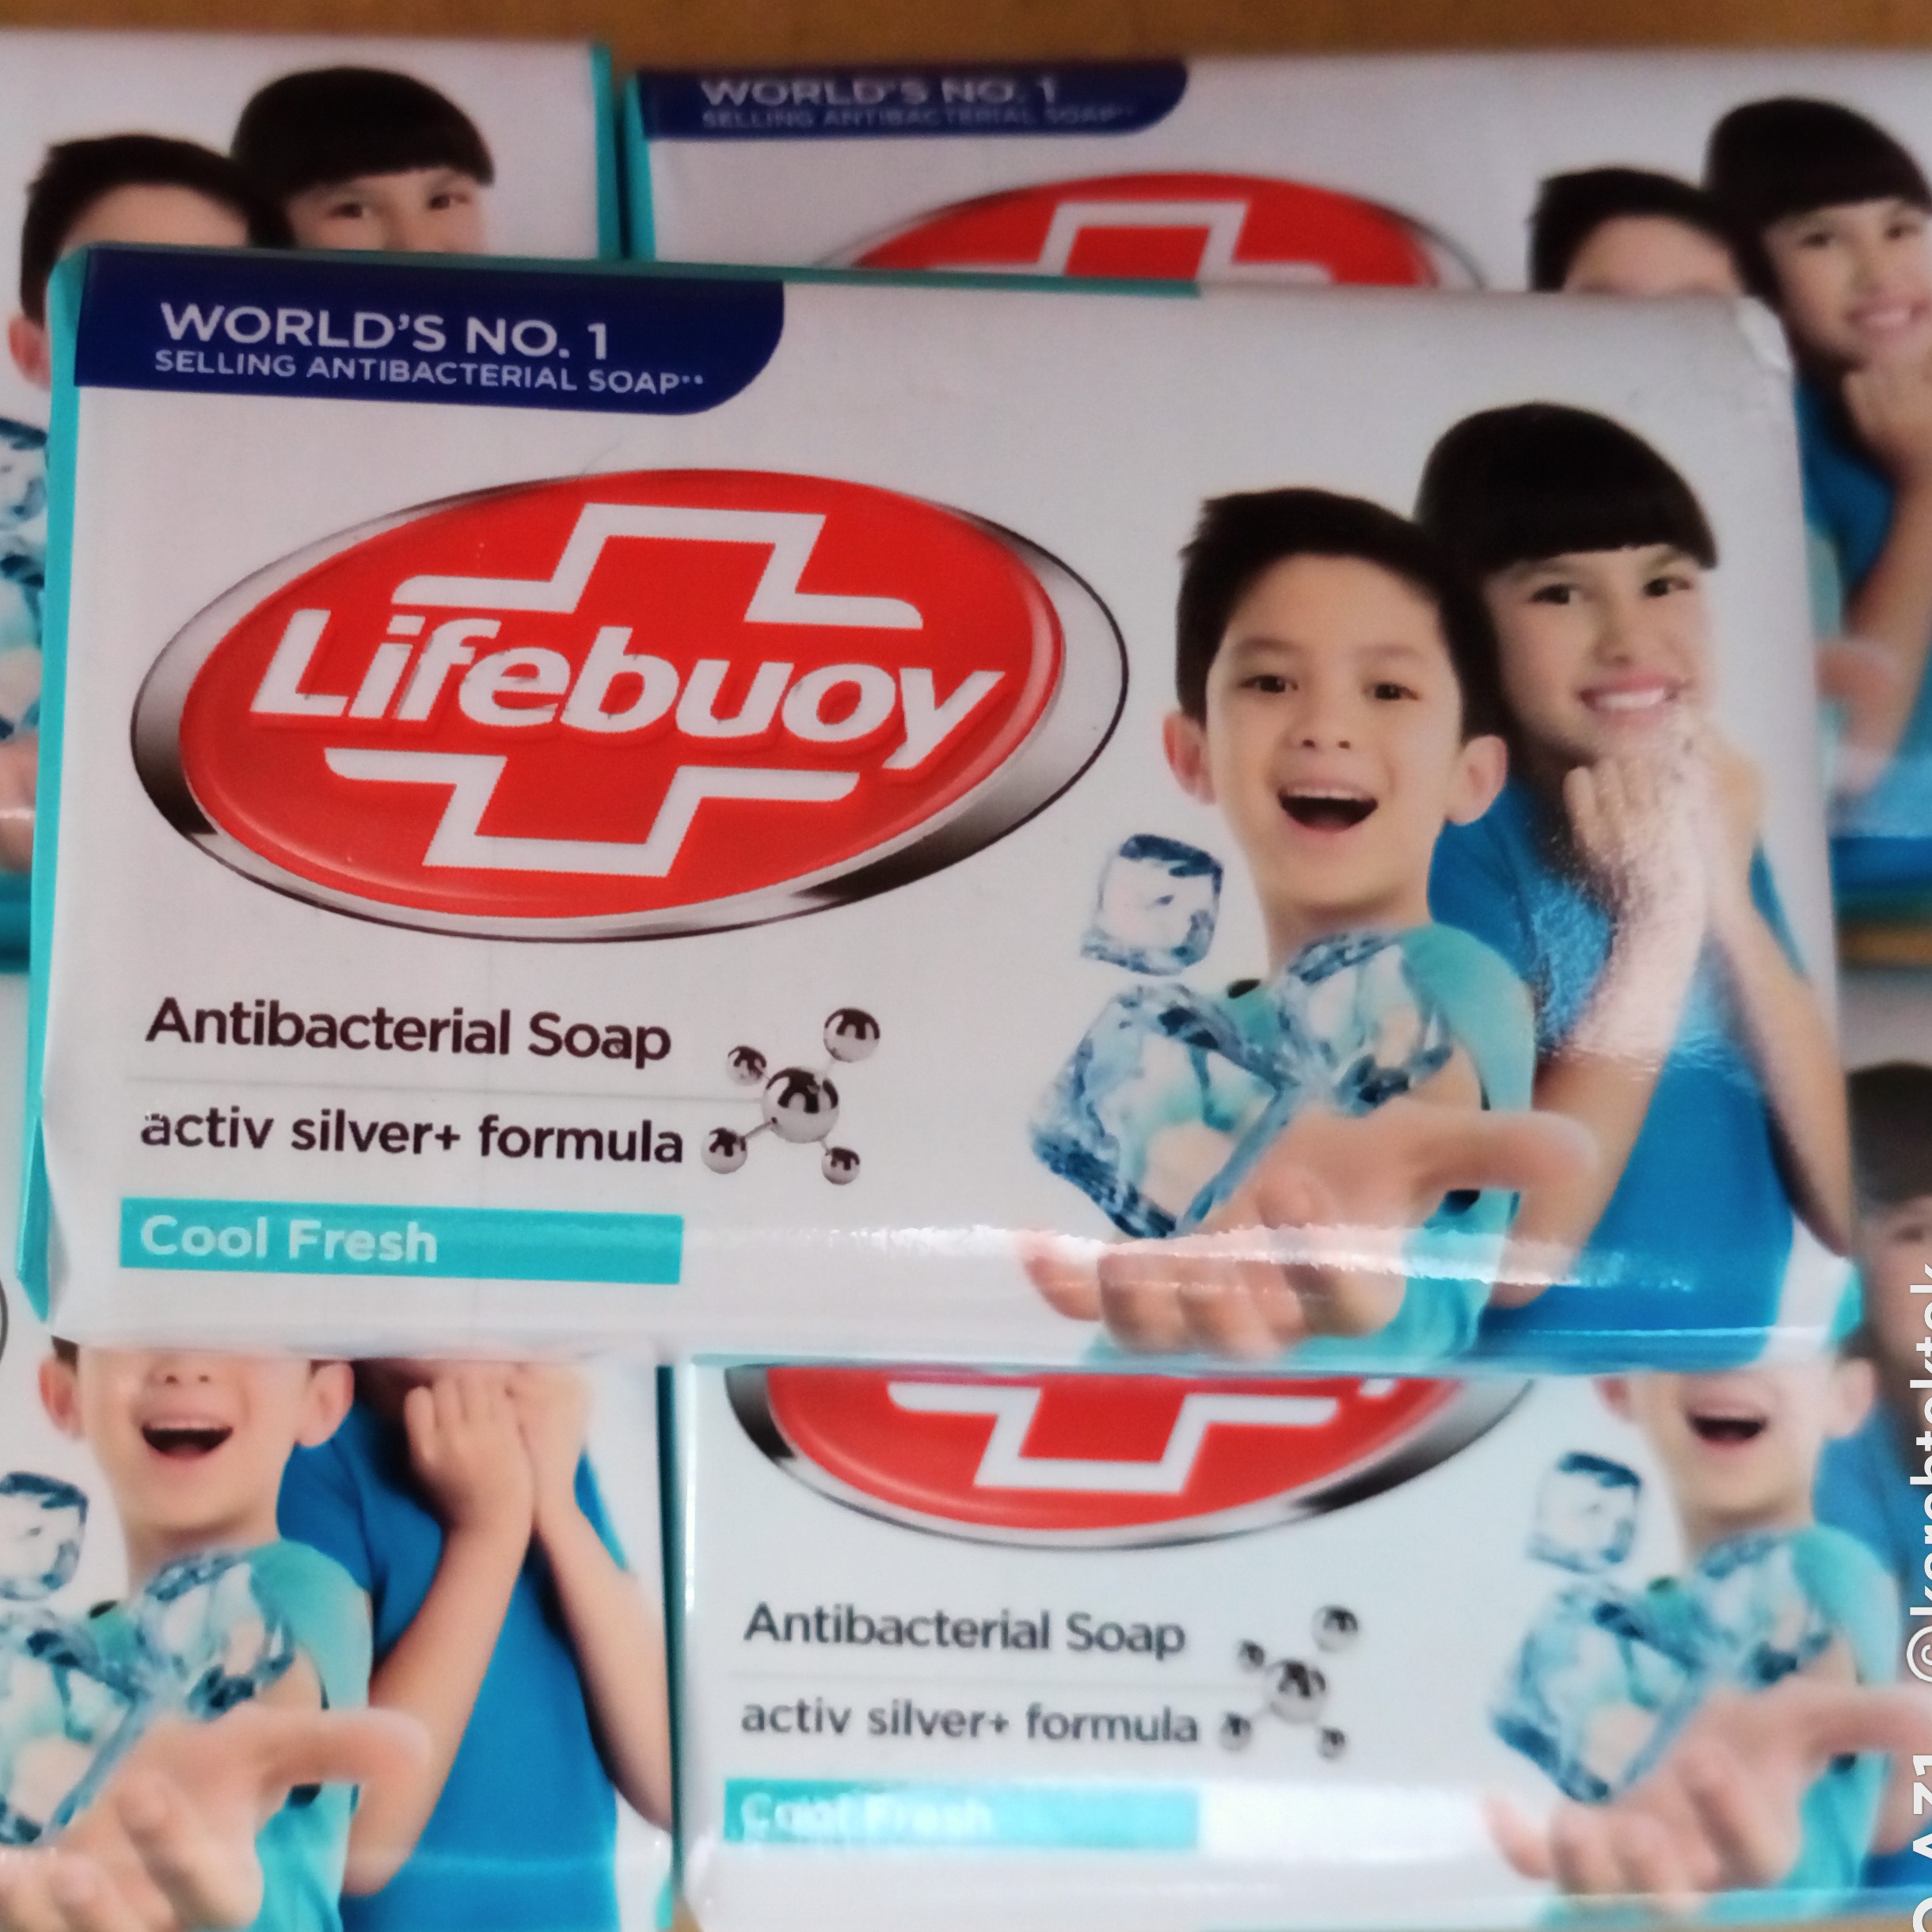 WORLD'S NO. 1
SELLING ANTIBACTERIAL SOAP**
WORLD'S NO. 1
SELLING ANTIBACTERIAL SOAP**
Lifebuoy
Antibacterial Soap
activ silver+ formula
Cool Fresh
Antibacterial Soap
activ silver+ formula
Cool Fresh
@korebtoktok